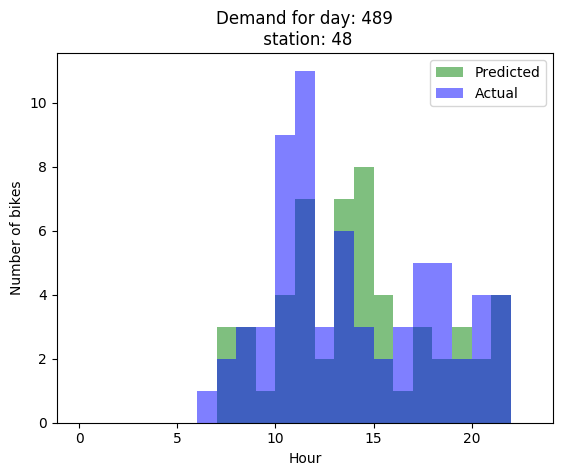 Demand for day: 489
station: 48
Predicted
Actual
Number of bikes
10
8
6
4
2
0
0 5 10 15 20
Hour